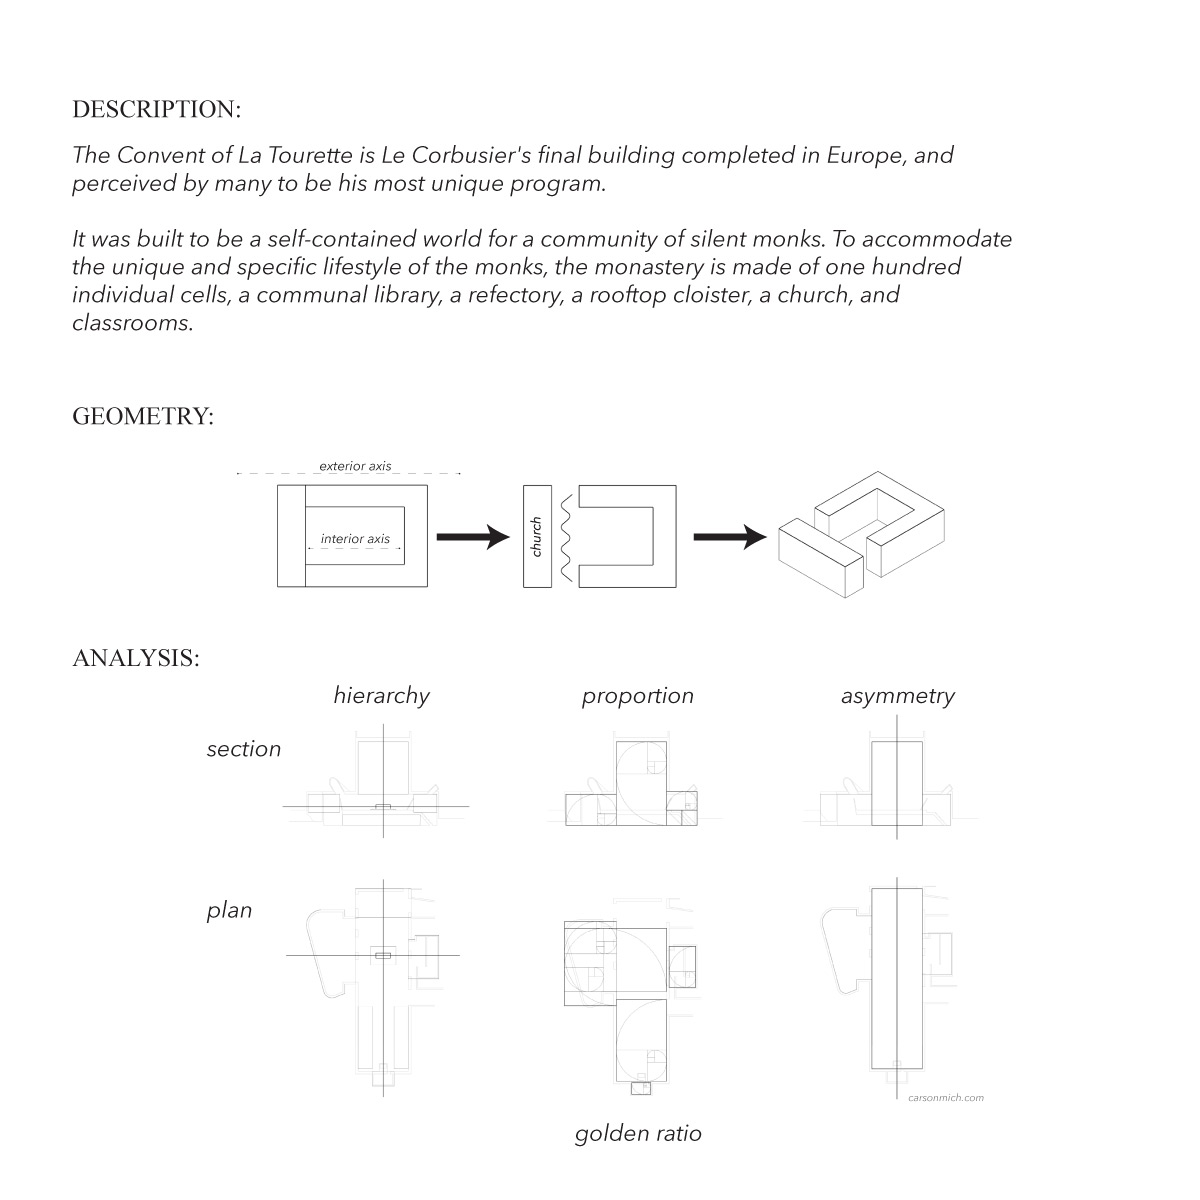 DESCRIPTION:
The Convent of La Tourette is Le Corbusier's final building completed in Europe, and
perceived by many to be his most unique program.
It was built to be a self-contained world for a community of silent monks. To accommodate
the unique and specific lifestyle of the monks, the monastery is made of one hundred
individual cells, a communal library, a refectory, a rooftop cloister, a church, and
classrooms.
GEOMETRY:
exterior axis
interior axis
church
ANALYSIS:
hierarchy
proportion
asymmetry
section
plan
carsonmich.com
golden ratio